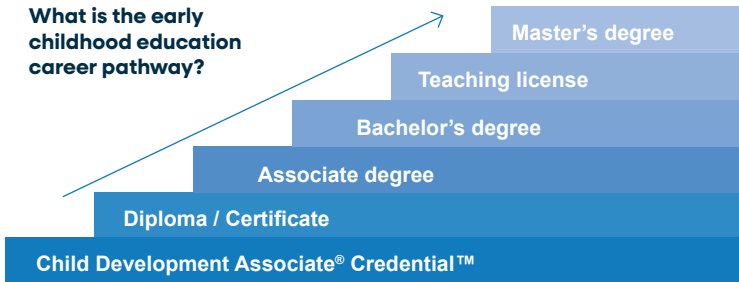 What is the early
childhood education
career pathway?
Master's degree
Teaching license
Bachelor's degree
Associate degree
Diploma / Certificate
Child Development Associate® Credential™